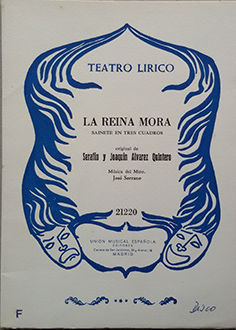 TEATRO LIRICO
LA REINA MORA
SAINETE EN TRES CUADROS
original de
Serafín y Joaquín Alvarez Quintero
Música del Mtro.
José Serrano
21220
UNION MUSICAL ESPAÑOLA
EDITORES
MADRID
F